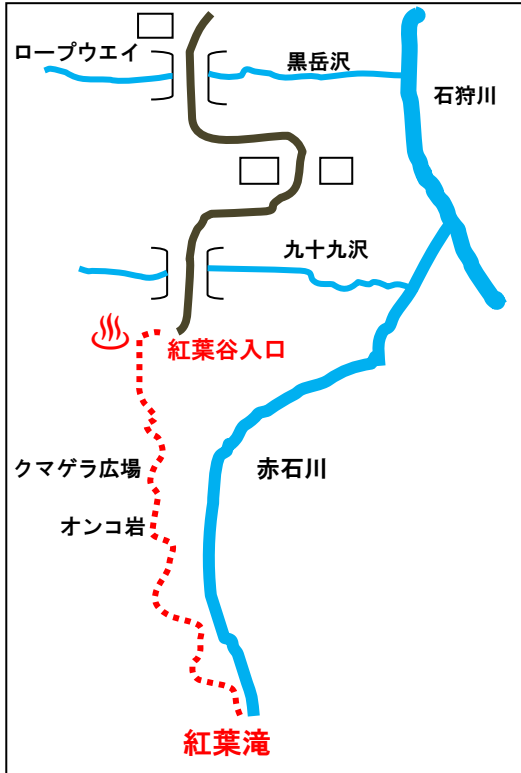 ロープウエイ
黒岳沢
石狩川
九十九沢
紅葉谷入口
クマゲラ広場
赤石川
オンコ岩
紅葉滝